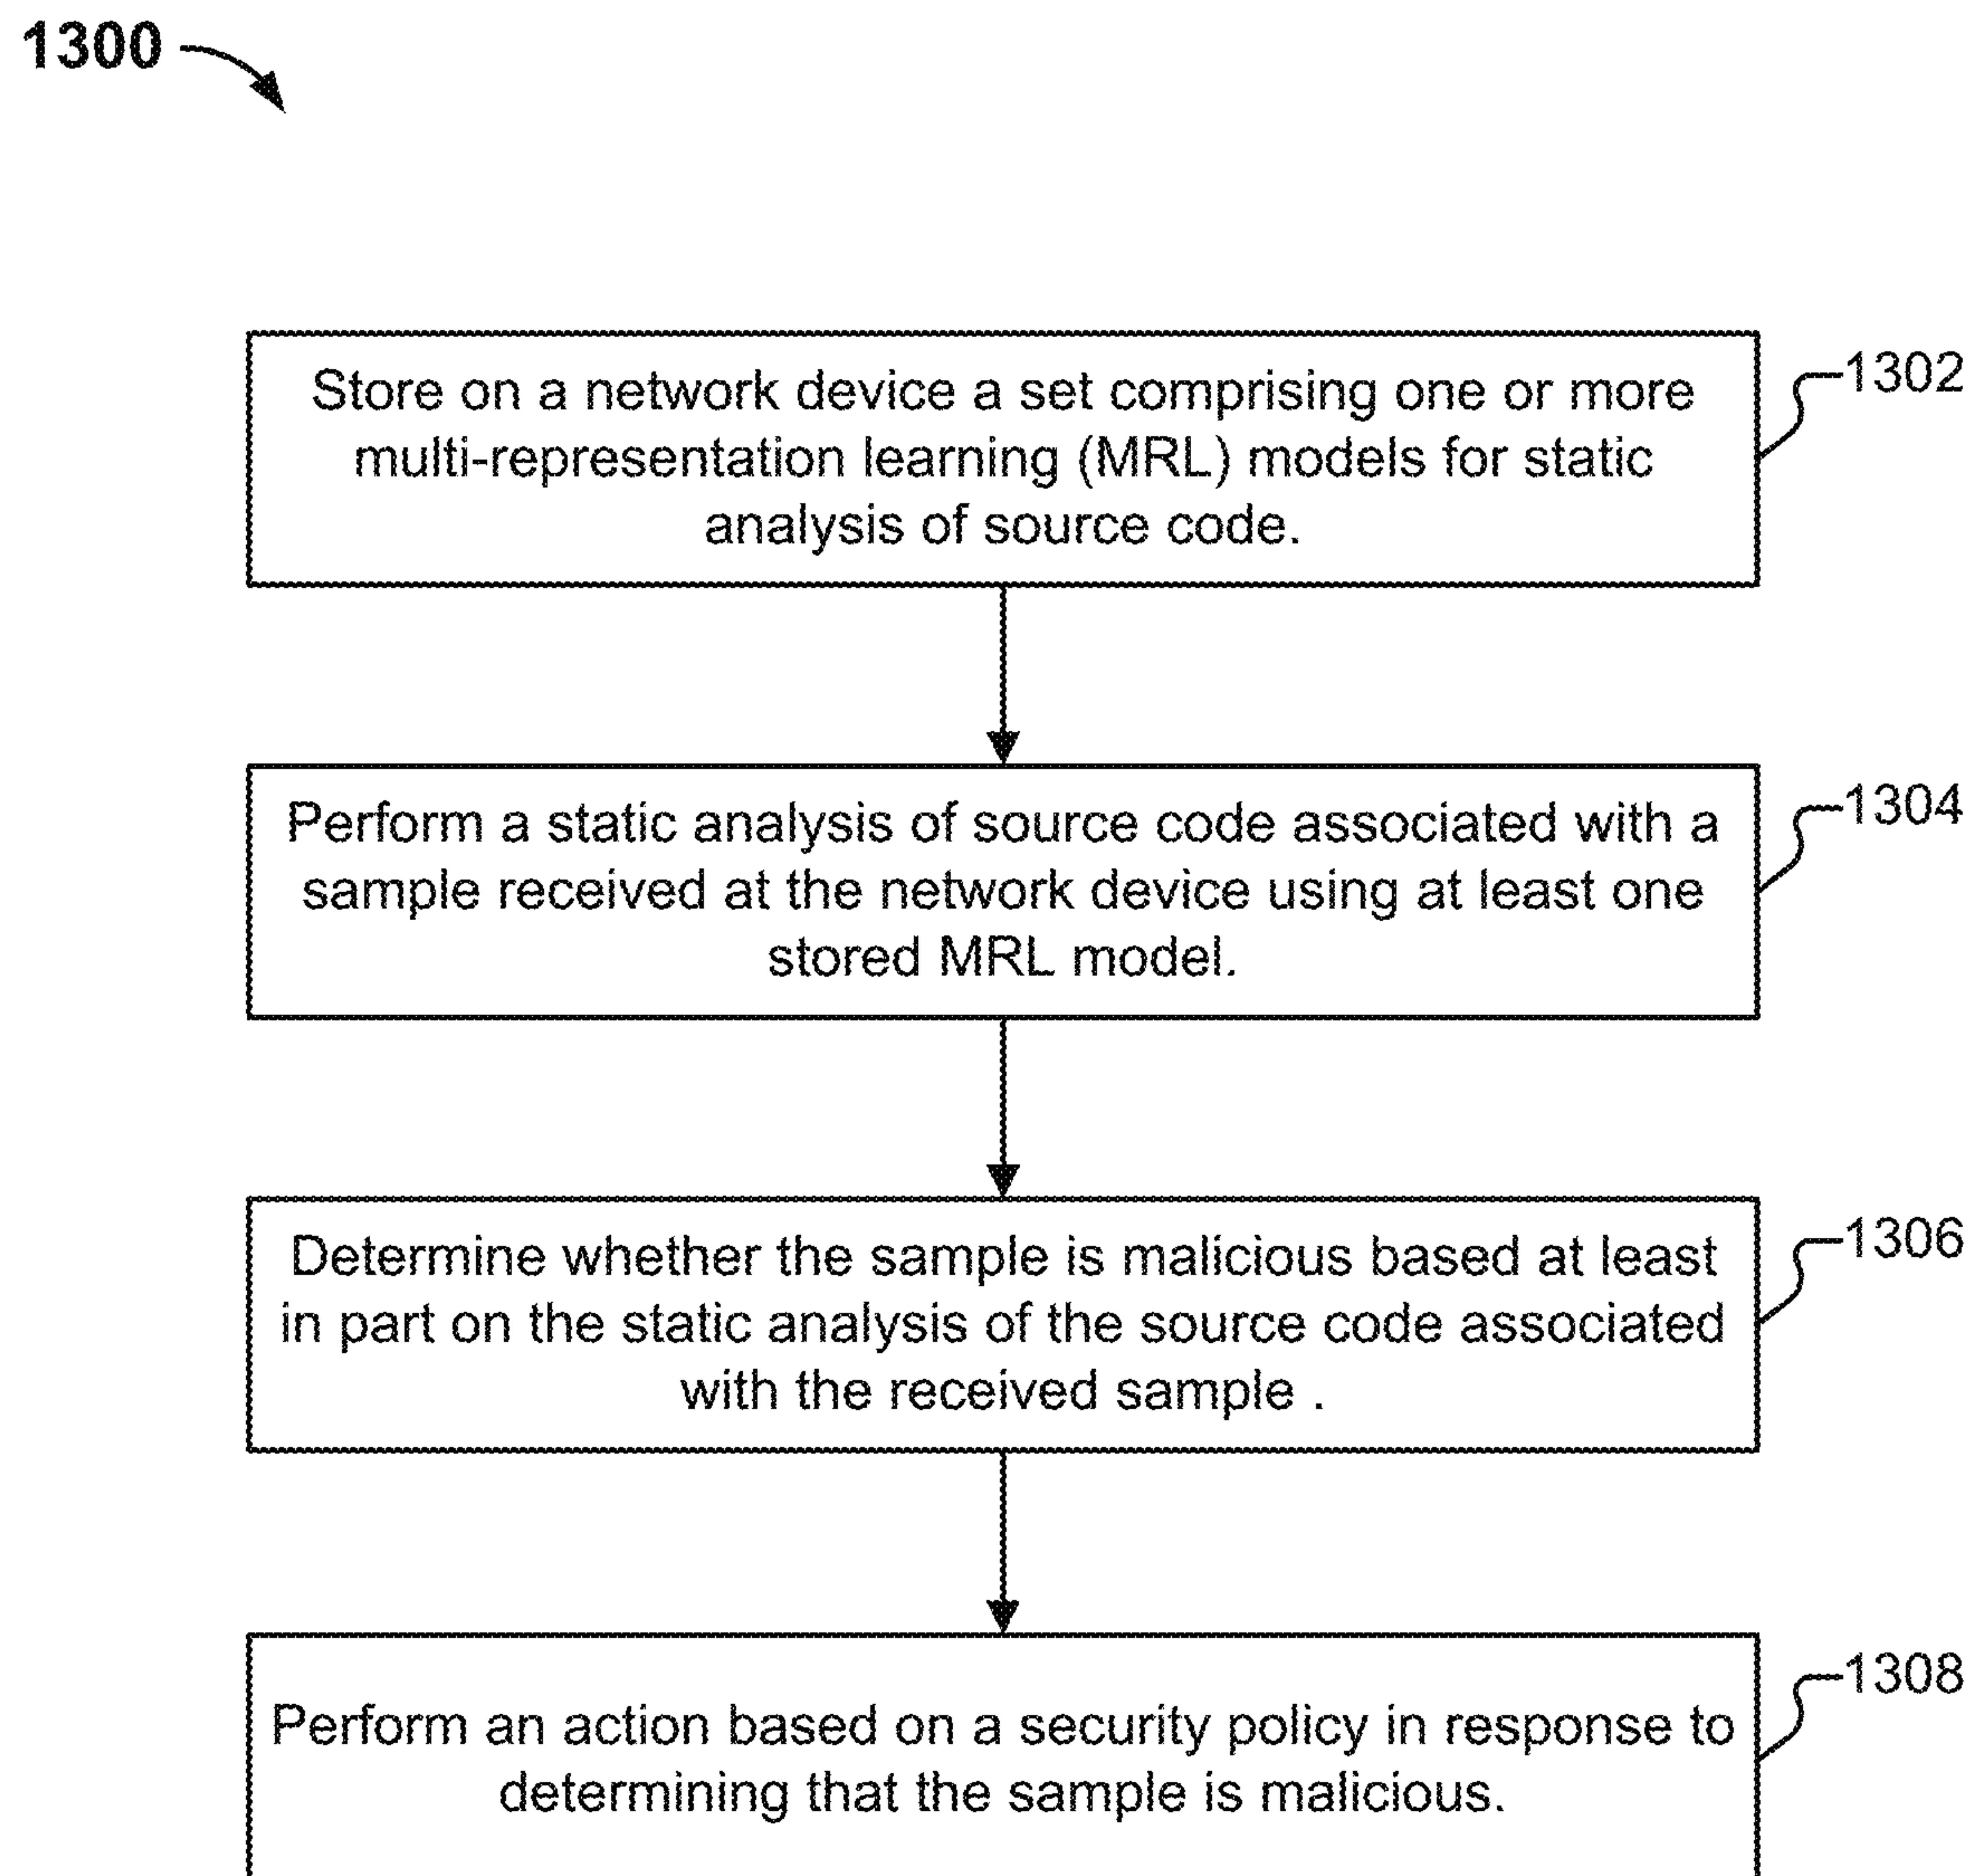 1300
Store on a network device a set comprising one or more
multi-representation learning (MRL) models for static
analysis of source code.
1302
Perform a static analysis of source code associated with a
sample received at the network device using at least one
stored MRL model.
1304
Determine whether the sample is malicious based at least
in part on the static analysis of the source code associated
with the received sample .
1306
Perform an action based on a security policy in response to
determining that the sample is malicious.
1308